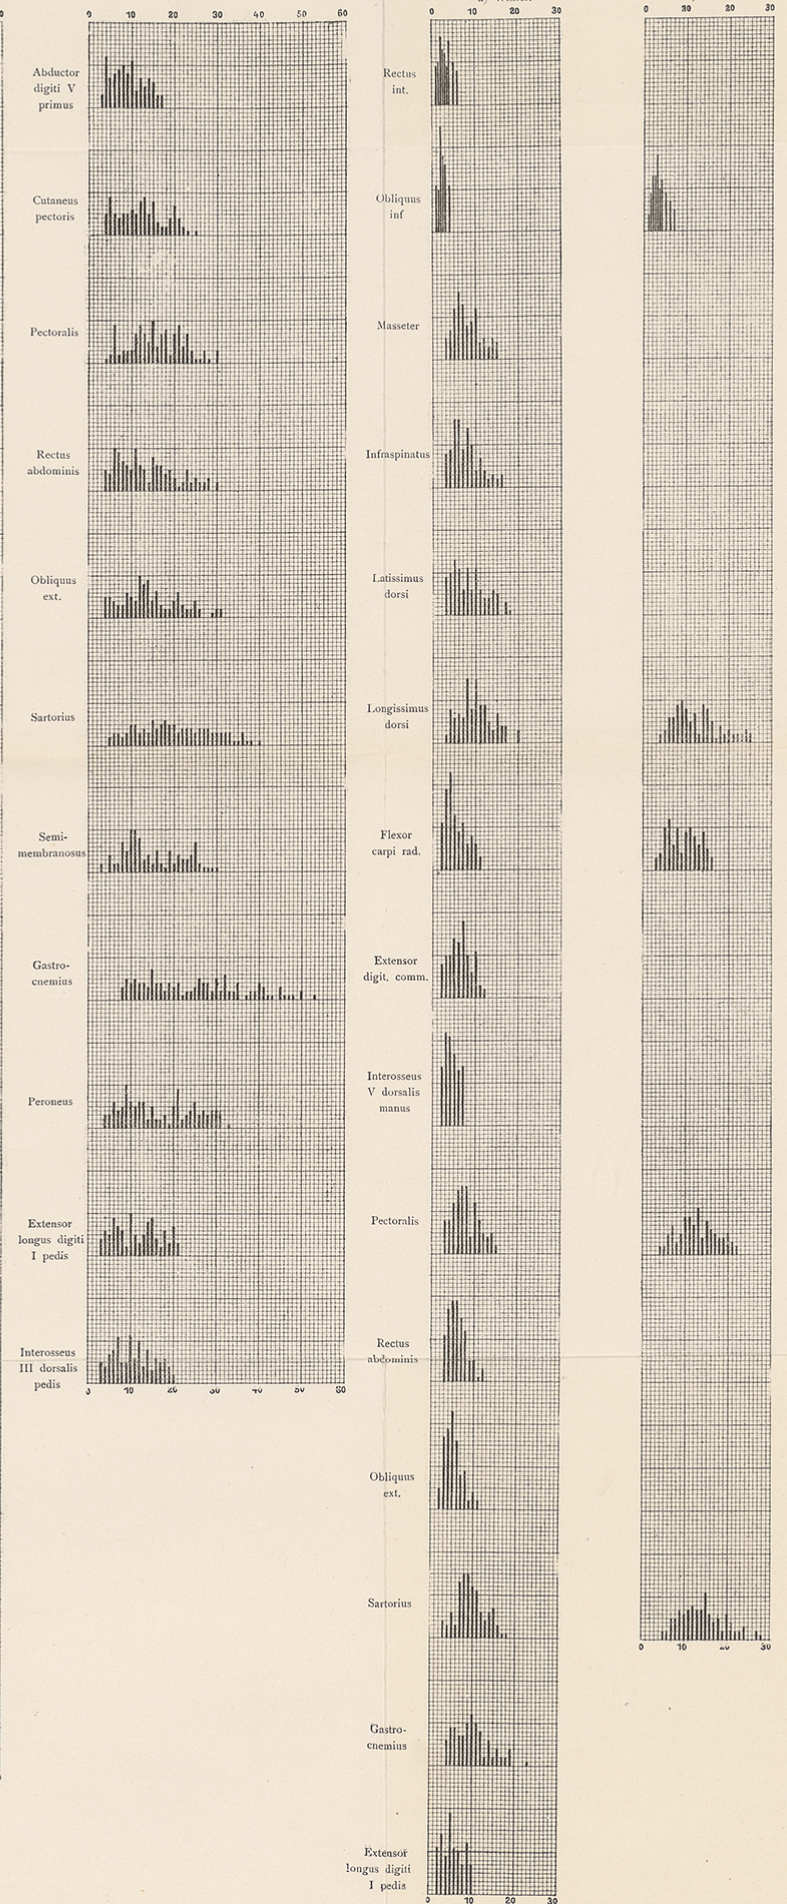 0 10 20 30 40 50 60
Abductor
digiti V
primus
Cutaneus
pectoris
Pectoralis
Rectus
abdominis
Obliquus
ext.
Sartorius
Semi-
membranosus
Gastro-
cnemius
Peroneus
Extensor
longus digiti
I pedis
Interosseus
III dorsalis
pedis
0 10 20 30 40 50 60
0 10 20 30
Rectus
int.
Obliquus
inf
Masseter
Infraspinatus
Latissimus
dorsi
Longissimus
dorsi
Flexor
carpi rad.
Extensor
digit. comm.
Interosseus
V dorsalis
manus
Pectoralis
Rectus
abdominis
Obliquus
ext.
Sartorius
Gastro-
cnemius
Extensor
longus digiti
I pedis
0 10 20 30
0 20 30
0 10 20 30